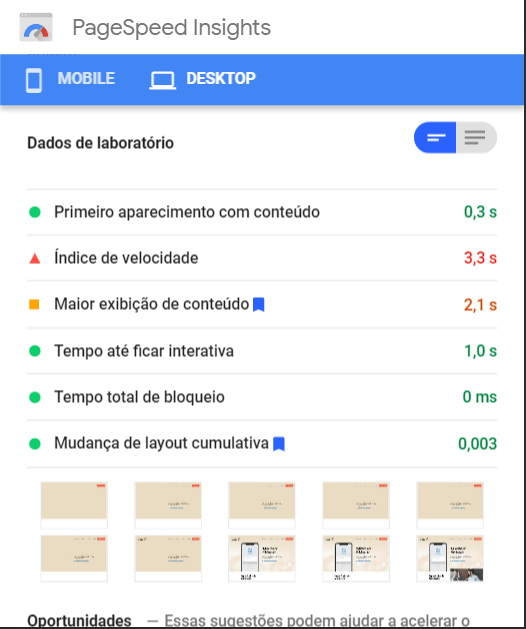 PageSpeed Insights
MOBILE
DESKTOP
Dados de laboratório
Primeiro aparecimento com conteúdo 0,3 s
Índice de velocidade 3,3 s
Maior exibição de conteúdo 2,1 s
Tempo até ficar interativa 1,0 s
Tempo total de bloqueio 0 ms
Mudança de layout cumulativa 0,003
Oportunidades — Essas sugestões podem ajudar a acelerar o